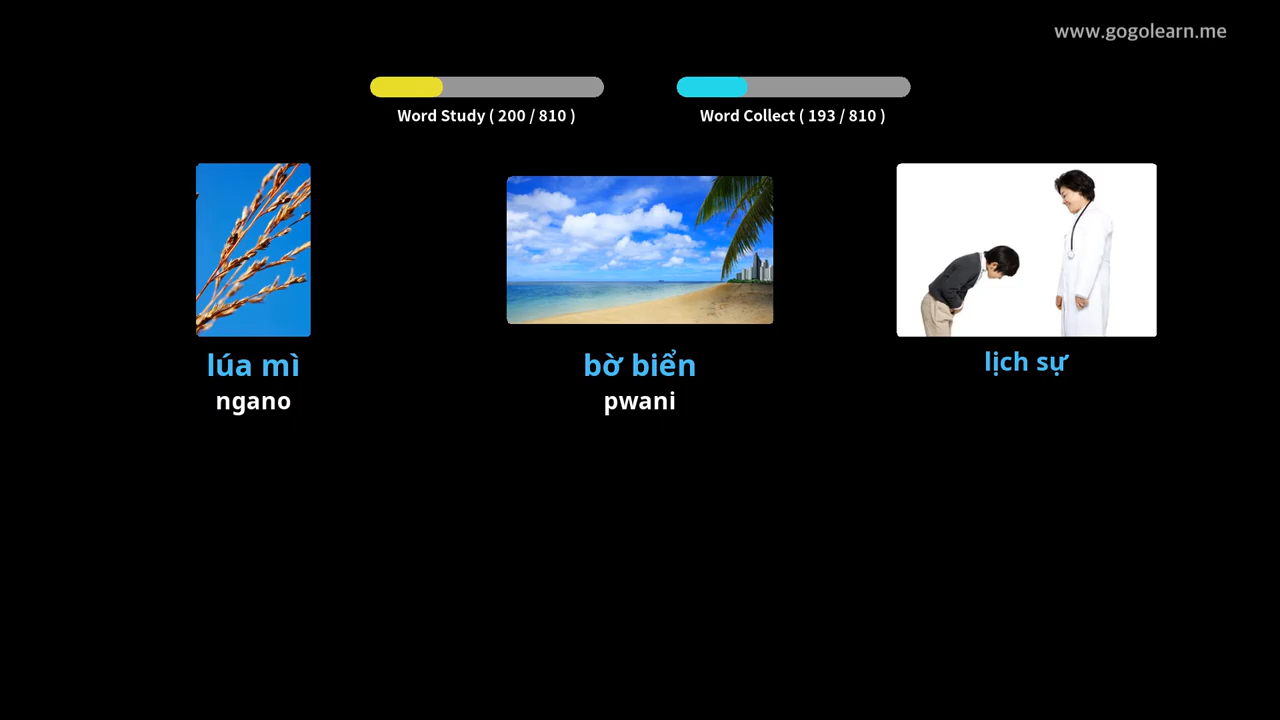 www.gogolearn.me
Word Study ( 200 / 810 )
Word Collect ( 193 / 810 )
lúa mì
ngano
bờ biển
pwani
lịch sự